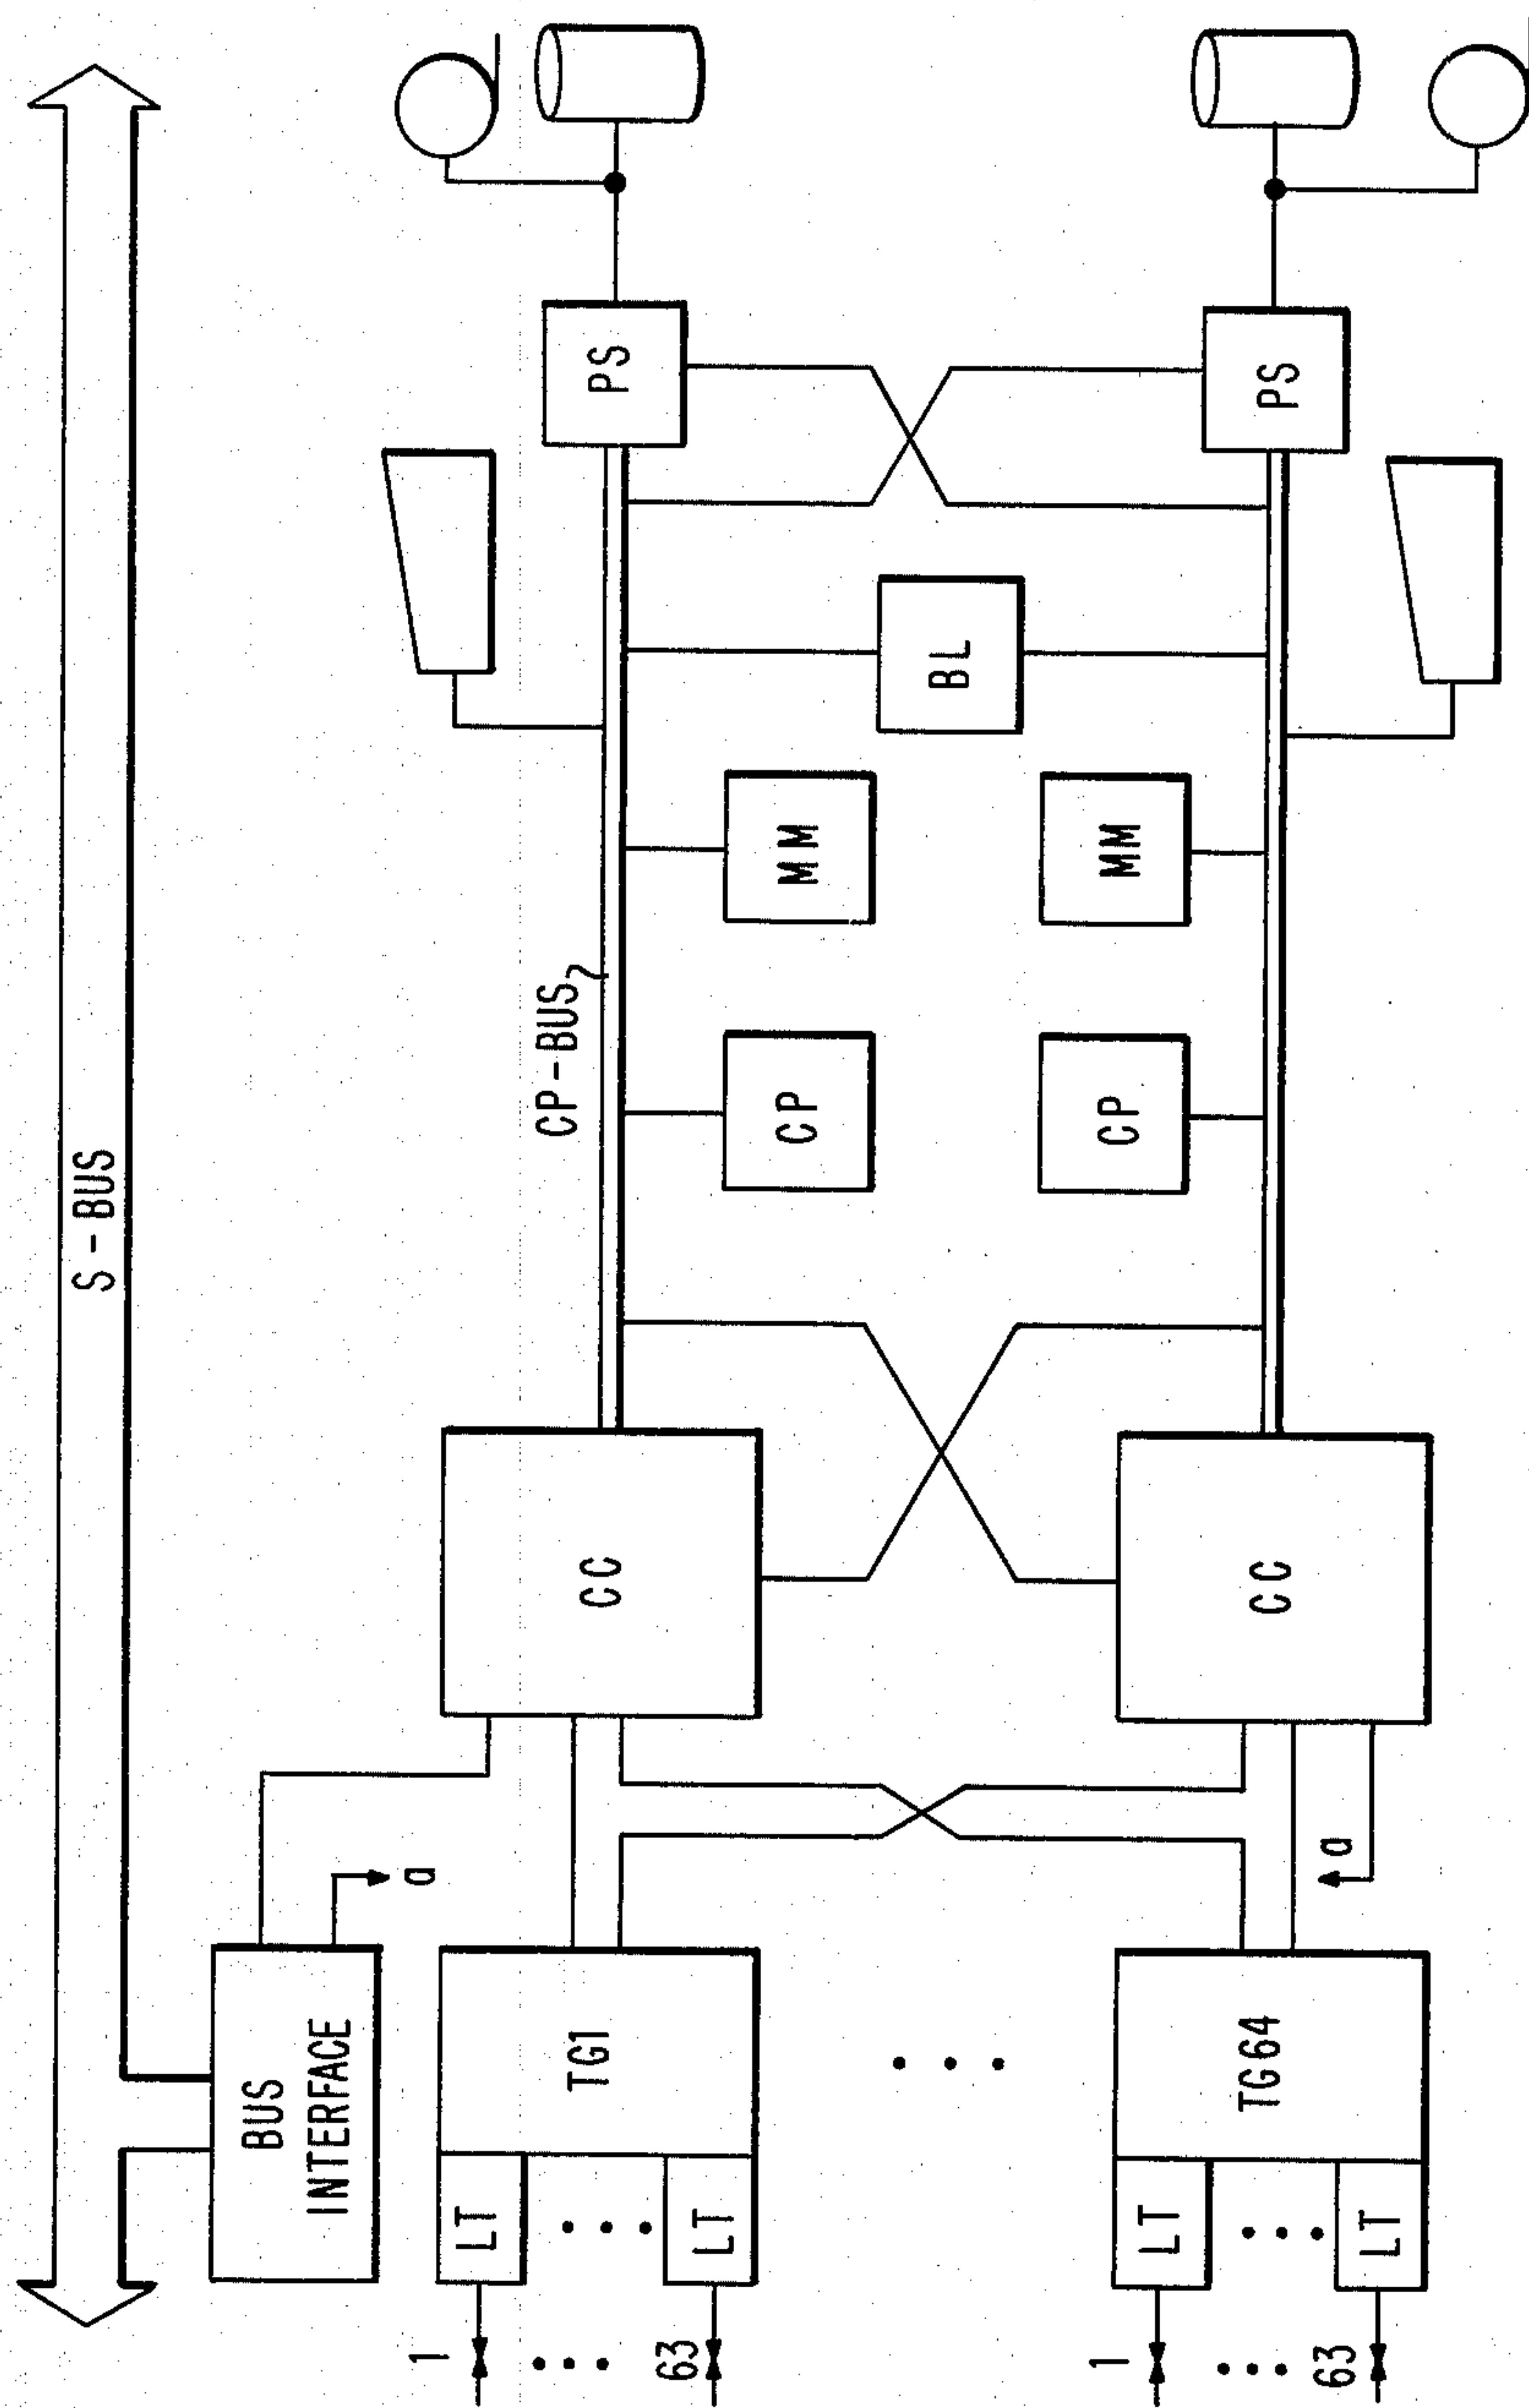 S-BUS
BUS
INTERFACE
a
CP-BUS
LT
LT
TG1
CC
CP
MM
BL
PS
1
63
LT
LT
TG64
a
CC
CP
MM
PS
1
63